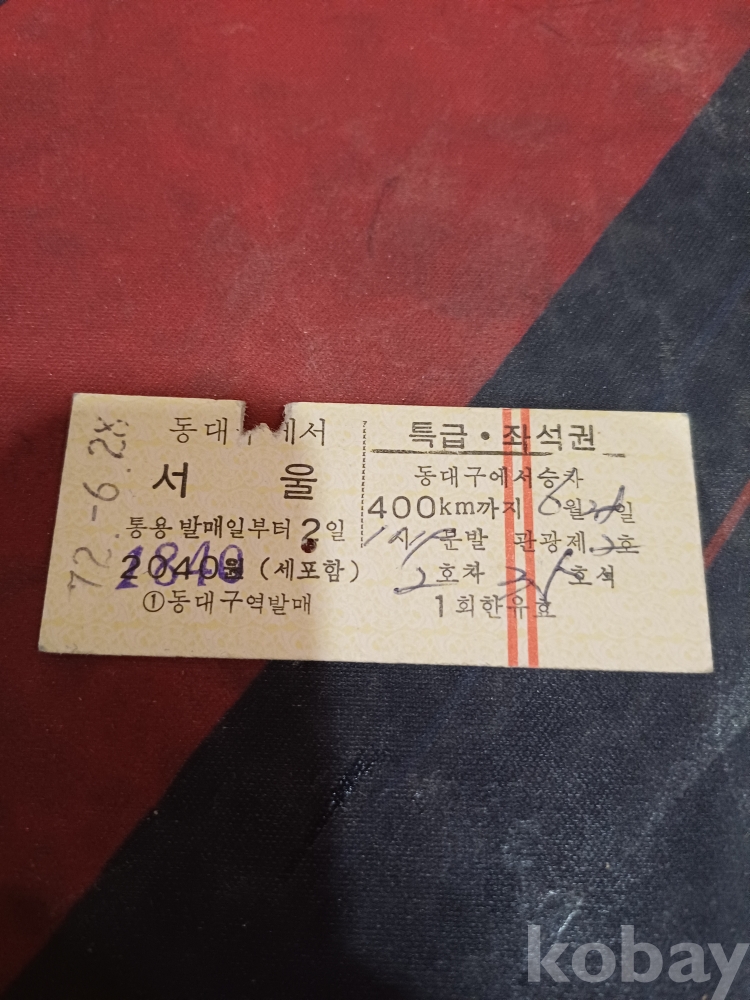 72.-6.28
동대구에서
서 울
통용 발매일부터 2일
2040원 (세포함)
1840
①동대구역발매
특급·좌석권
동대구에서승차
400km까지 6월 일
시 분발 관광제 호
2호차 호석
1회한유효
kobay